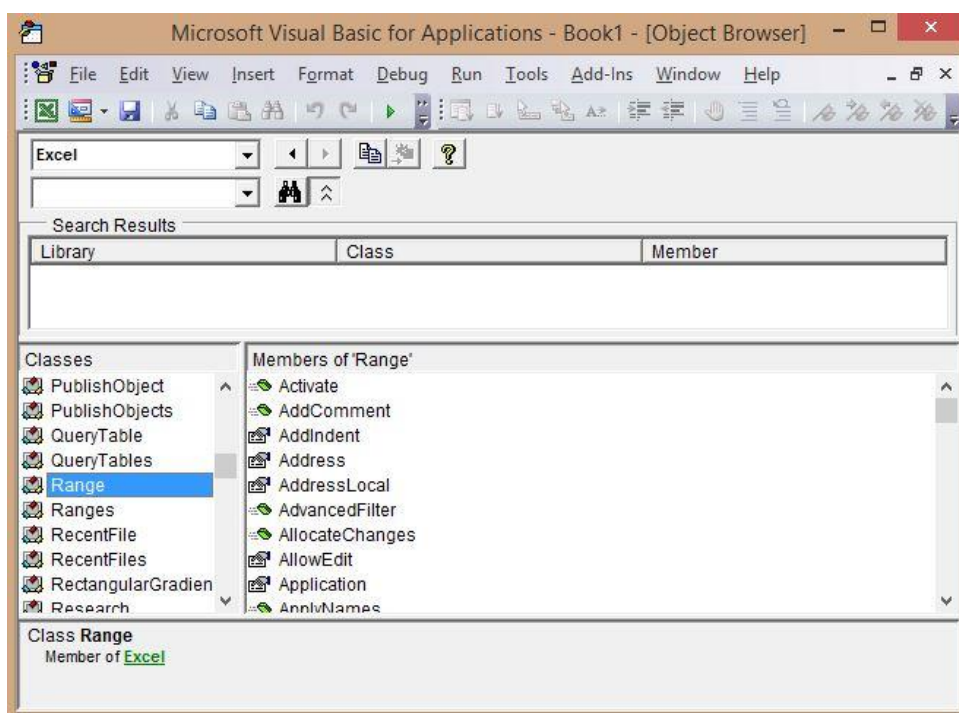 Microsoft Visual Basic for Applications - Book1 - [Object Browser]
File Edit View Insert Format Debug Run Tools Add-Ins Window Help
Excel
Search Results
Library Class Member
Classes
PublishObject
PublishObjects
QueryTable
QueryTables
Range
Ranges
RecentFile
RecentFiles
RectangularGradien
Research
Members of 'Range'
Activate
AddComment
AddIndent
Address
AddressLocal
AdvancedFilter
AllocateChanges
AllowEdit
Application
ApplyNames
Class Range
Member of Excel